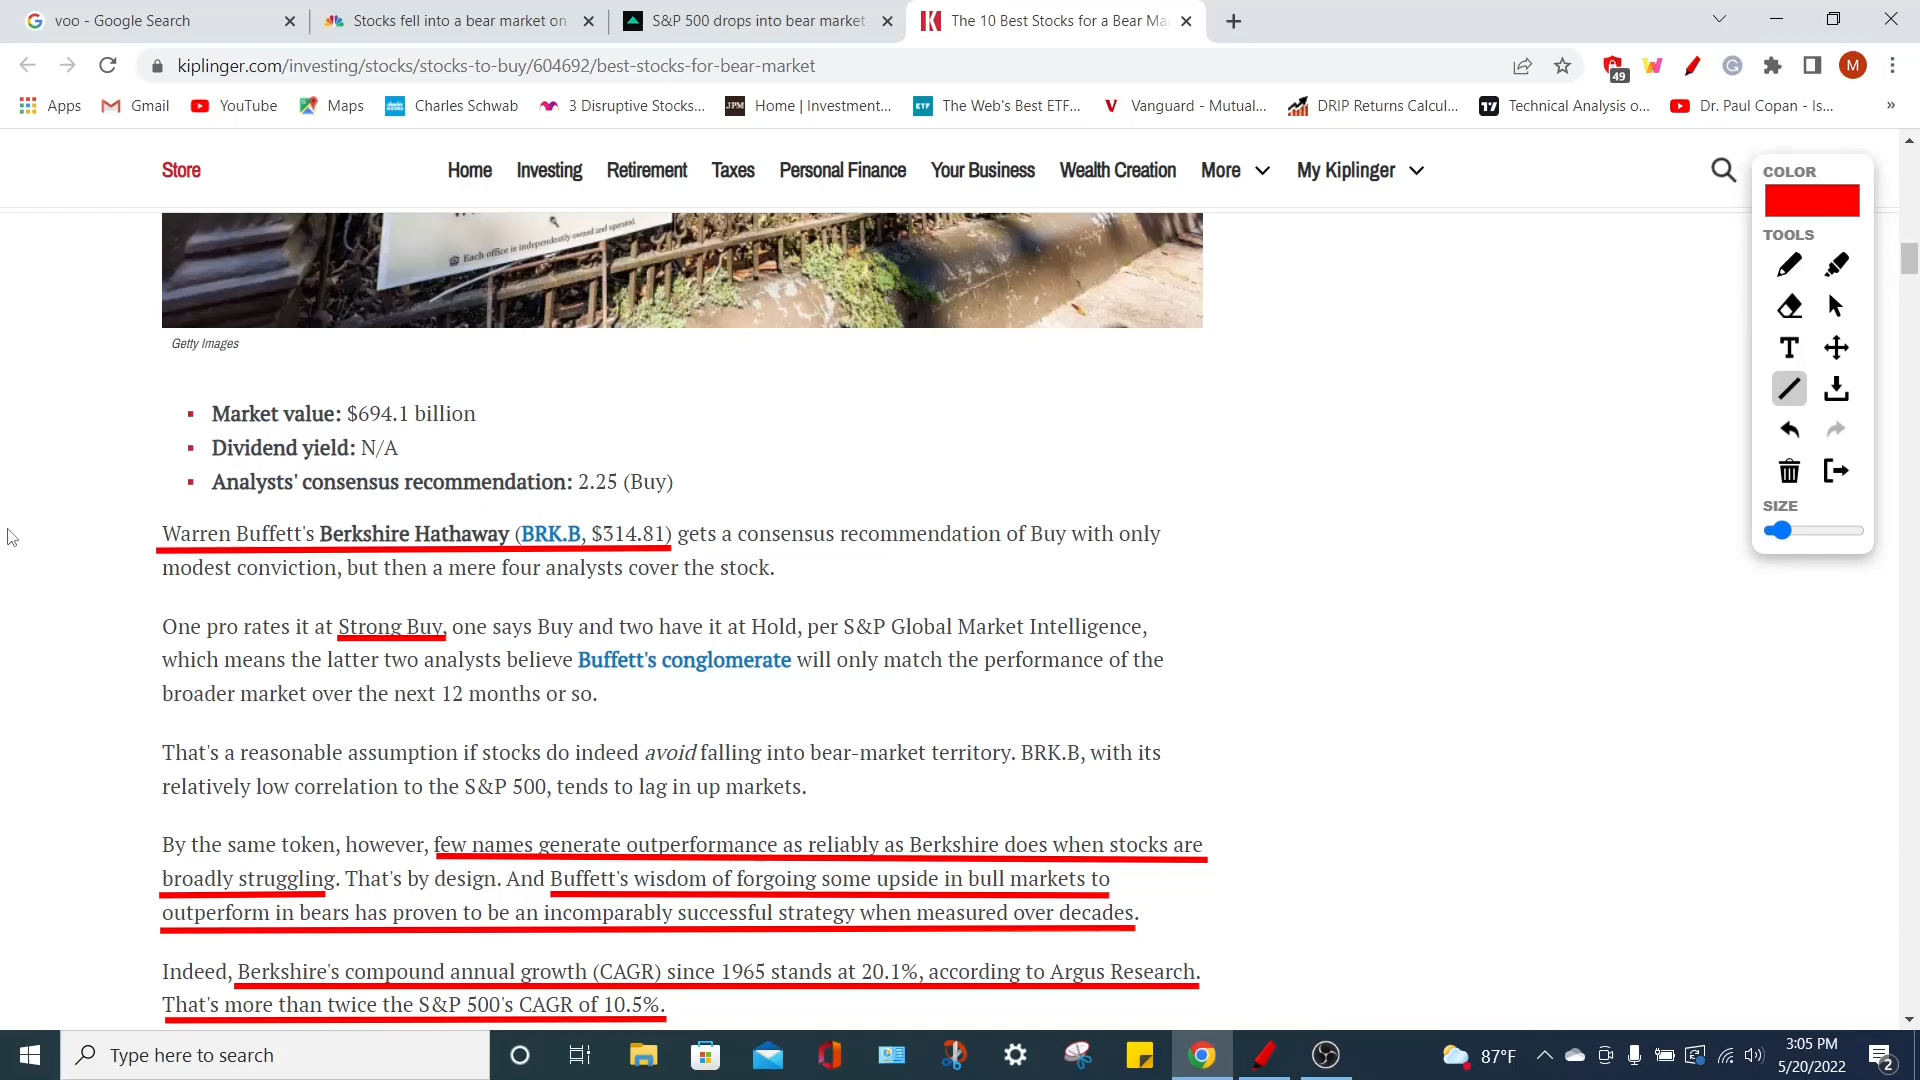 voo - Google Search
Stocks fell into a bear market on
S&P 500 drops into bear market
The 10 Best Stocks for a Bear Ma
kiplinger.com/investing/stocks/stocks-to-buy/604692/best-stocks-for-bear-market
49
M
Apps
Gmail
YouTube
Maps
Charles Schwab
3 Disruptive Stocks...
JPM
Home | Investment...
ETF
The Web's Best ETF...
Vanguard - Mutual...
DRIP Returns Calcul...
Technical Analysis o...
Dr. Paul Copan - Is...
»
Store
Home
Investing
Retirement
Taxes
Personal Finance
Your Business
Wealth Creation
More
My Kiplinger
COLOR
TOOLS
SIZE
Each office is independently owned and operated.
Getty Images
Market value: $694.1 billion
Dividend yield: N/A
Analysts' consensus recommendation: 2.25 (Buy)
Warren Buffett's Berkshire Hathaway (BRK.B, $314.81) gets a consensus recommendation of Buy with only
modest conviction, but then a mere four analysts cover the stock.
One pro rates it at Strong Buy, one says Buy and two have it at Hold, per S&P Global Market Intelligence,
which means the latter two analysts believe Buffett's conglomerate will only match the performance of the
broader market over the next 12 months or so.
That's a reasonable assumption if stocks do indeed avoid falling into bear-market territory. BRK.B, with its
relatively low correlation to the S&P 500, tends to lag in up markets.
By the same token, however, few names generate outperformance as reliably as Berkshire does when stocks are
broadly struggling. That's by design. And Buffett's wisdom of forgoing some upside in bull markets to
outperform in bears has proven to be an incomparably successful strategy when measured over decades.
Indeed, Berkshire's compound annual growth (CAGR) since 1965 stands at 20.1%, according to Argus Research.
That's more than twice the S&P 500's CAGR of 10.5%.
Type here to search
87°F
3:05 PM
5/20/2022
2